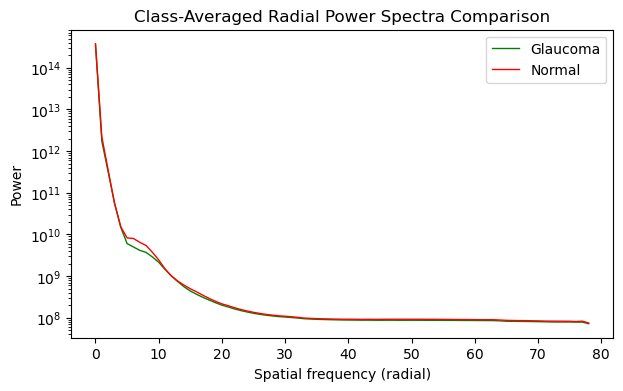 Class-Averaged Radial Power Spectra Comparison
Glaucoma
Normal
Power
10^14
10^13
10^12
10^11
10^10
10^9
10^8
0 10 20 30 40 50 60 70 80
Spatial frequency (radial)